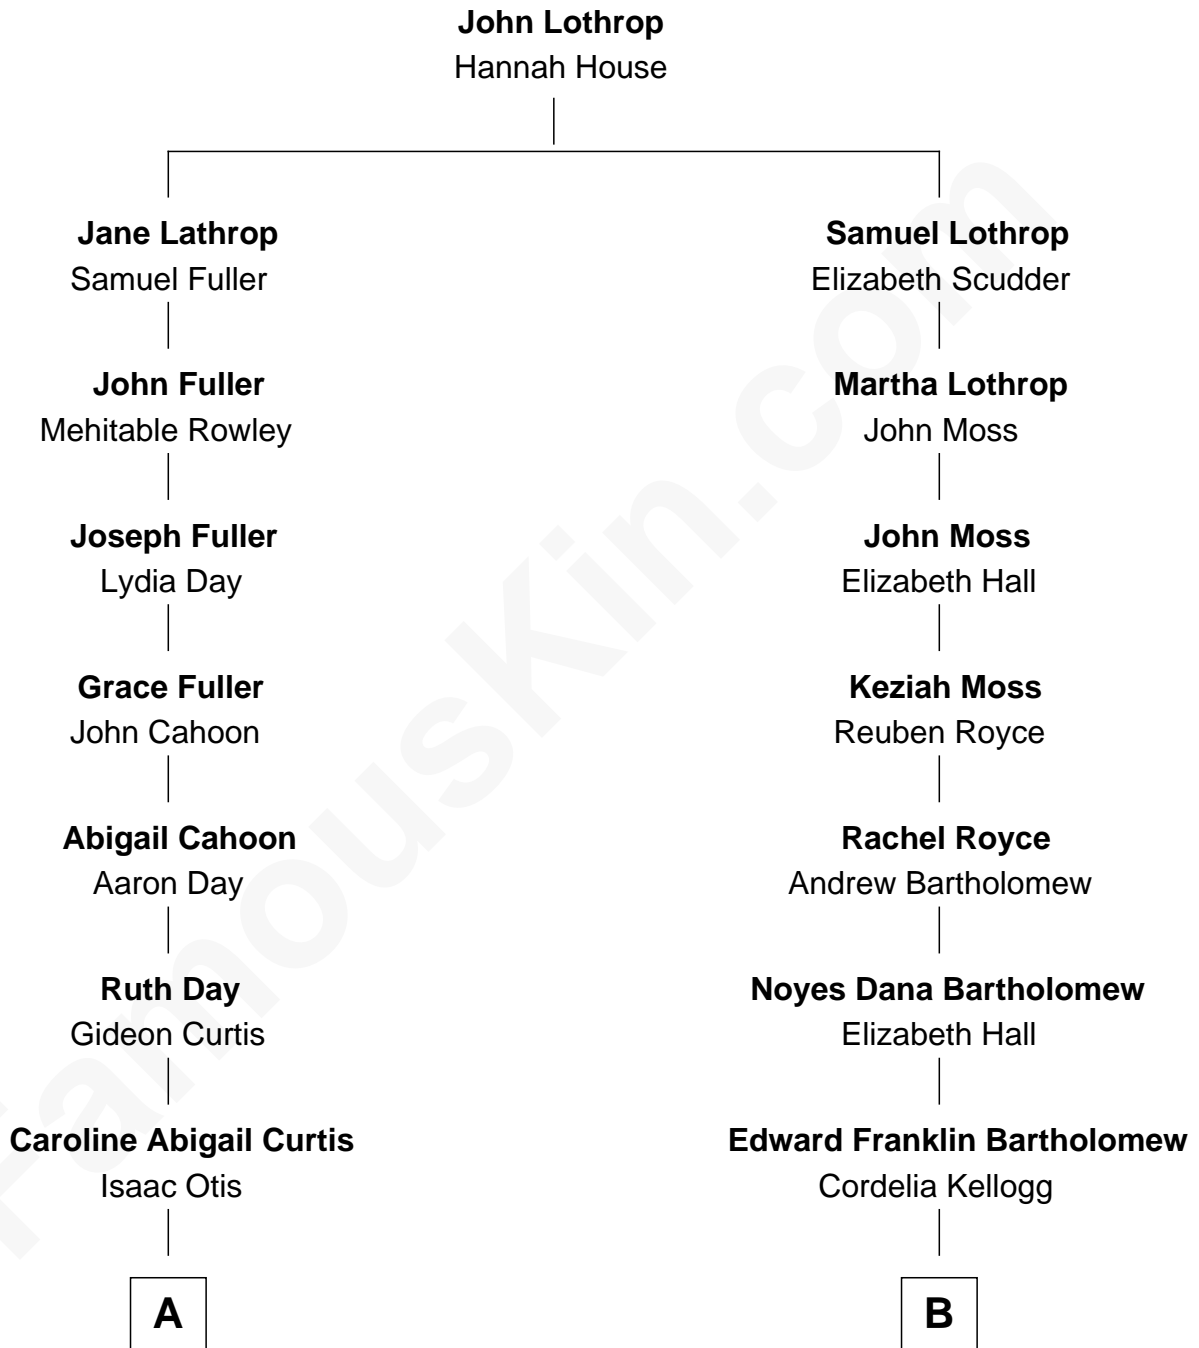 John Lothrop
Hannah House
Jane Lathrop
Samuel Fuller
John Fuller
Mehitable Rowley
Joseph Fuller
Lydia Day
Grace Fuller
John Cahoon
Abigail Cahoon
Aaron Day
Ruth Day
Gideon Curtis
Caroline Abigail Curtis
Isaac Otis
A
Samuel Lothrop
Elizabeth Scudder
Martha Lothrop
John Moss
John Moss
Elizabeth Hall
Keziah Moss
Reuben Royce
Rachel Royce
Andrew Bartholomew
Noyes Dana Bartholomew
Elizabeth Hall
Edward Franklin Bartholomew
Cordelia Kellogg
B
FamousKin.com